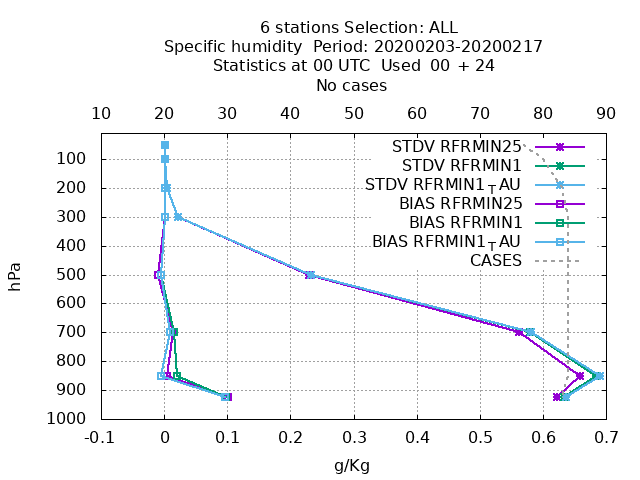 6 stations Selection: ALL
Specific humidity  Period: 20200203-20200217
Statistics at 00 UTC  Used  00 + 24
No cases
10 20 30 40 50 60 70 80 90
STDV RFRMIN25
STDV RFRMIN1
STDV RFRMIN1TAU
BIAS RFRMIN25
BIAS RFRMIN1
BIAS RFRMIN1TAU
CASES
100
200
300
400
500
600
700
800
900
1000
hPa
-0.1 0 0.1 0.2 0.3 0.4 0.5 0.6 0.7
g/Kg